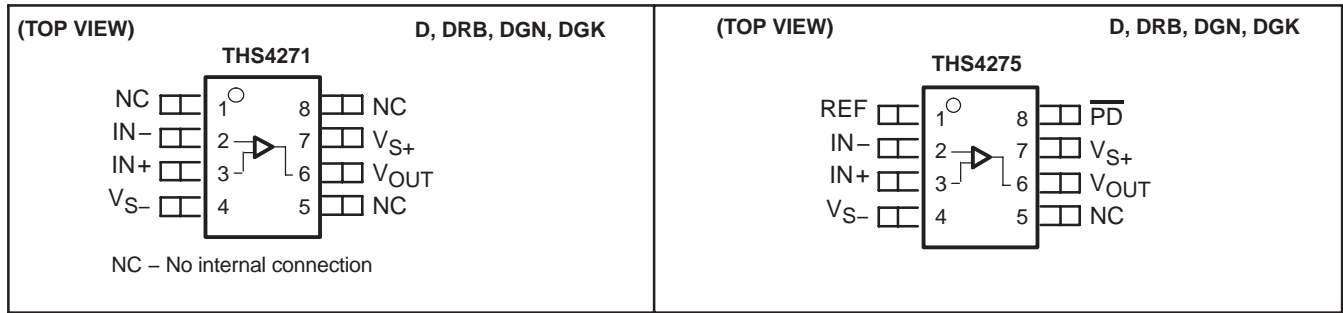 (TOP VIEW) D, DRB, DGN, DGK
THS4271
NC 1 8 NC
IN− 2 7 VS+
IN+ 3 6 VOUT
VS− 4 5 NC
NC − No internal connection
(TOP VIEW) D, DRB, DGN, DGK
THS4275
REF 1 8 PD
IN− 2 7 VS+
IN+ 3 6 VOUT
VS− 4 5 NC